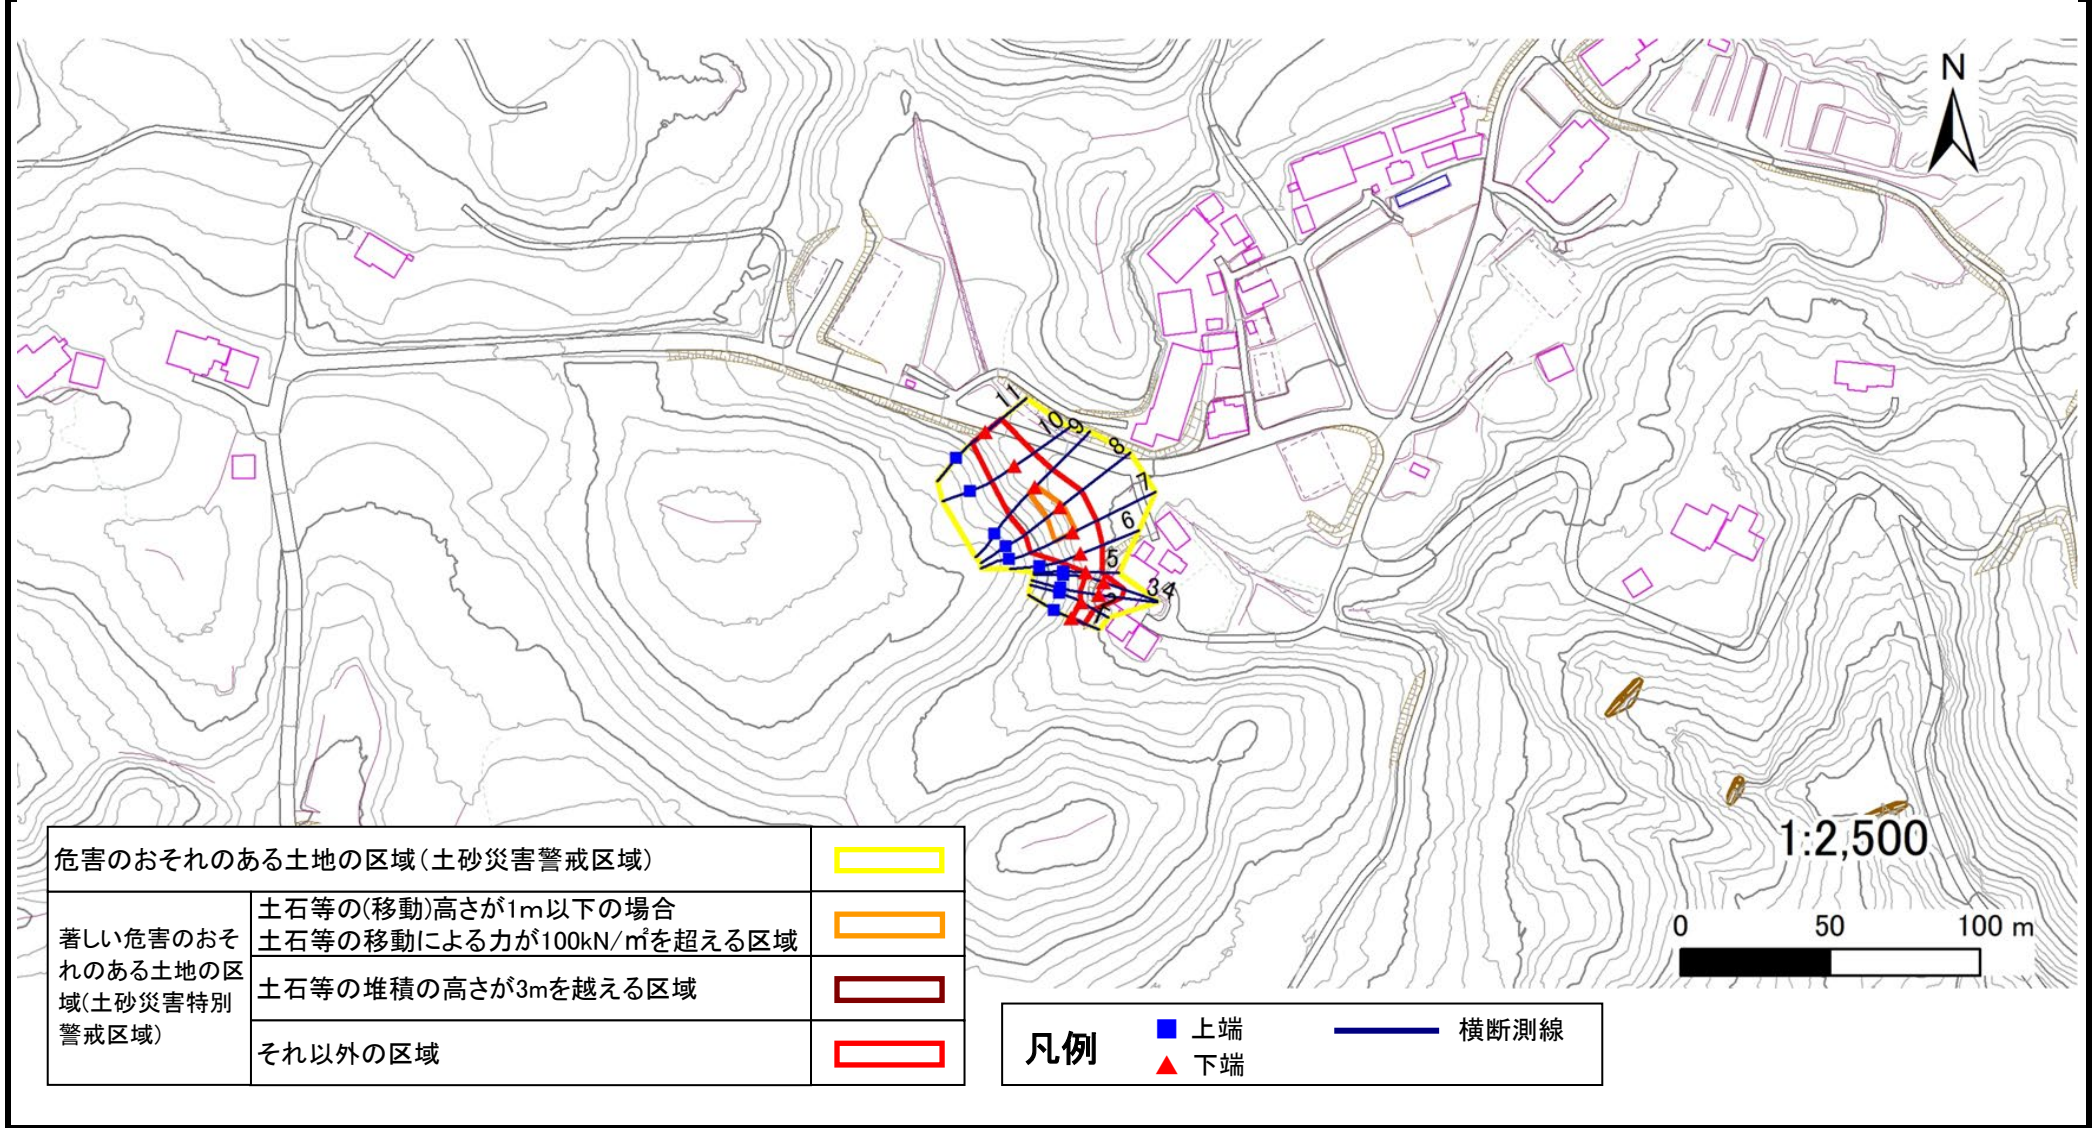 N
11
10
9
8
7
6
5
3
4
2
1
1:2,500
0 50 100 m
危害のおそれのある土地の区域(土砂災害警戒区域)
著しい危害のおそ
れのある土地の区
域(土砂災害特別
警戒区域)
土石等の(移動)高さが1m以下の場合
土石等の移動による力が100kN/㎡を超える区域
土石等の堆積の高さが3mを越える区域
それ以外の区域
凡例
上端
下端
横断測線